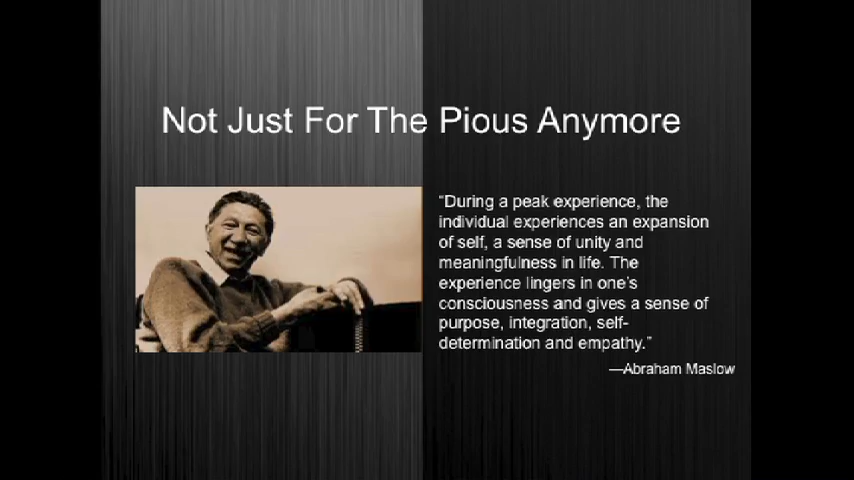 Not Just For The Pious Anymore
“During a peak experience, the
individual experiences an expansion
of self, a sense of unity and
meaningfulness in life. The
experience lingers in one’s
consciousness and gives a sense of
purpose, integration, self-
determination and empathy.”
—Abraham Maslow